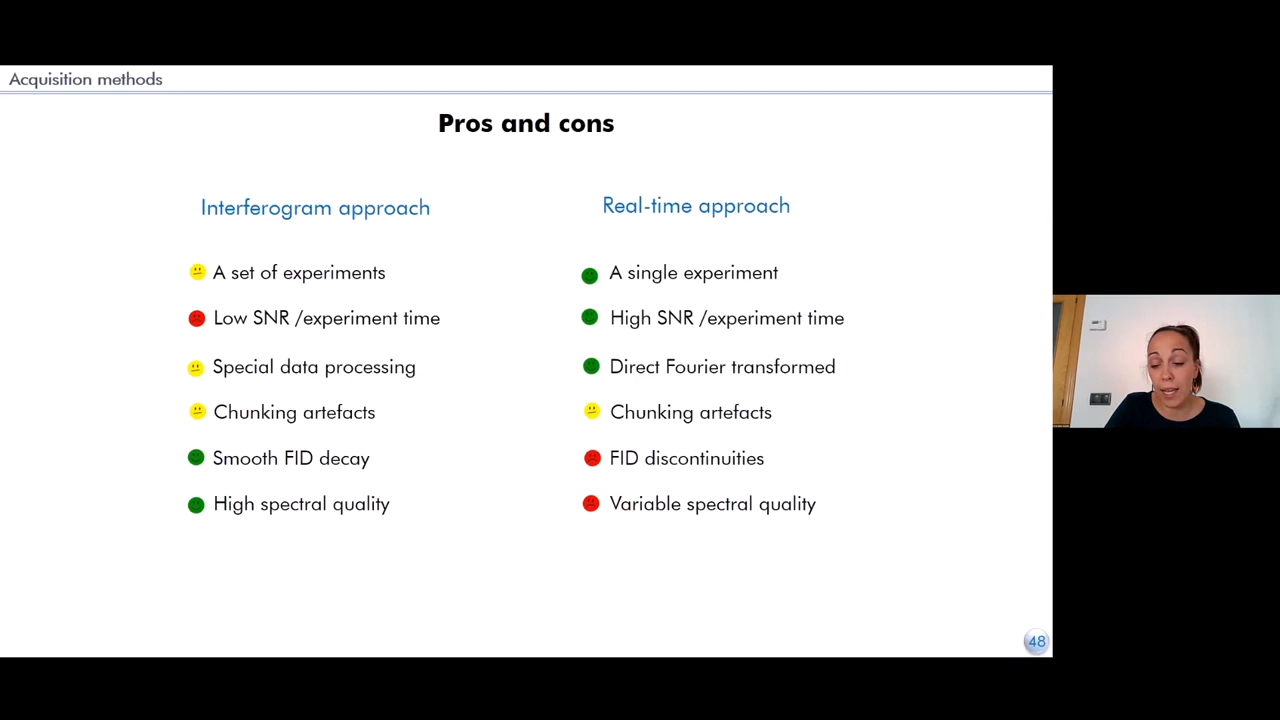 Acquisition methods
Pros and cons
Interferogram approach
A set of experiments
Low SNR /experiment time
Special data processing
Chunking artefacts
Smooth FID decay
High spectral quality
Real-time approach
A single experiment
High SNR /experiment time
Direct Fourier transformed
Chunking artefacts
FID discontinuities
Variable spectral quality
48